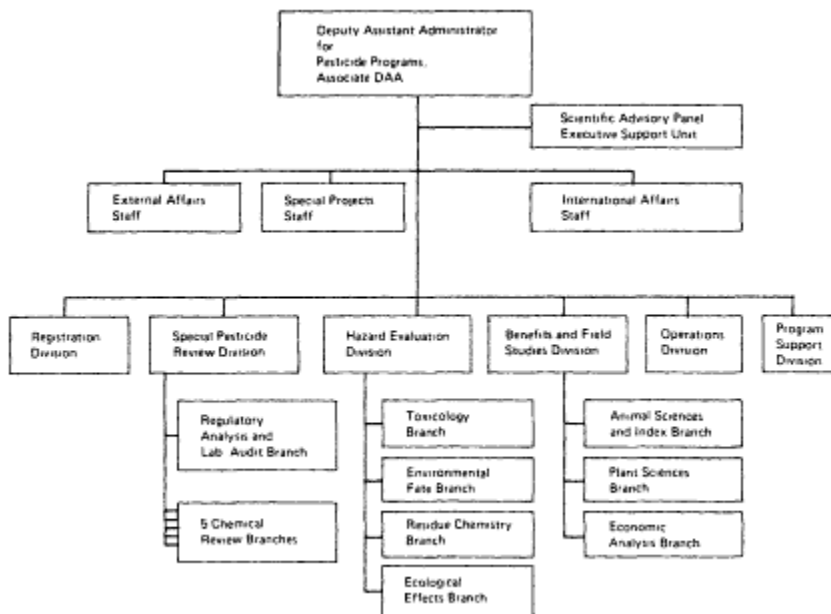 Deputy Assistant Administrator
for
Pesticide Programs,
Associate DAA
Scientific Advisory Panel
Executive Support Unit
External Affairs
Staff
Special Projects
Staff
International Affairs
Staff
Registration
Division
Special Pesticide
Review Division
Hazard Evaluation
Division
Benefits and Field
Studies Division
Operations
Division
Program
Support
Division
Regulatory
Analysis and
Lab Audit Branch
5 Chemical
Review Branches
Toxicology
Branch
Environmental
Fate Branch
Residue Chemistry
Branch
Ecological
Effects Branch
Animal Sciences
and Index Branch
Plant Sciences
Branch
Economic
Analysis Branch